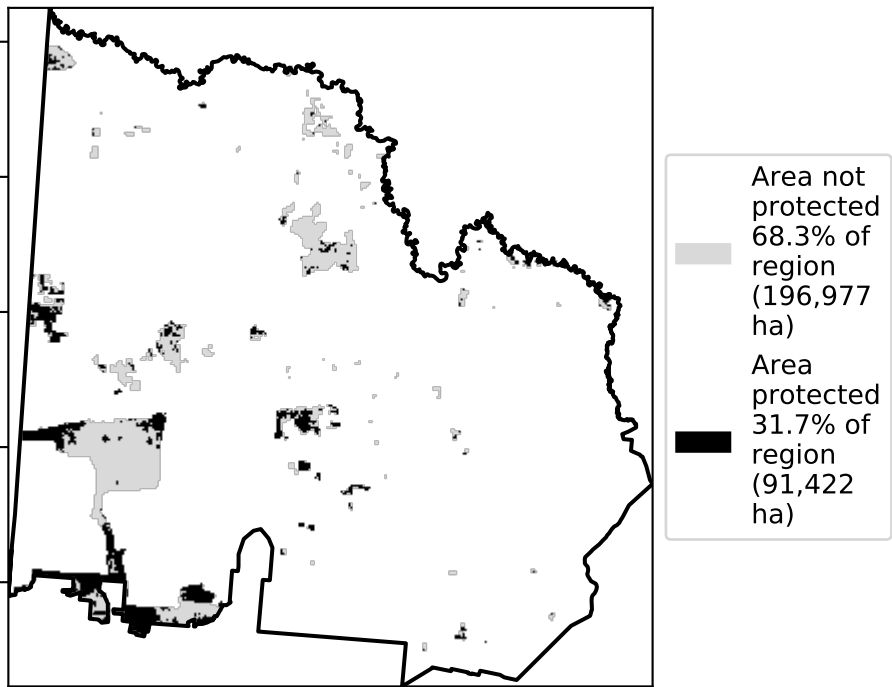 Area not
protected
68.3% of
region
(196,977
ha)
Area
protected
31.7% of
region
(91,422
ha)